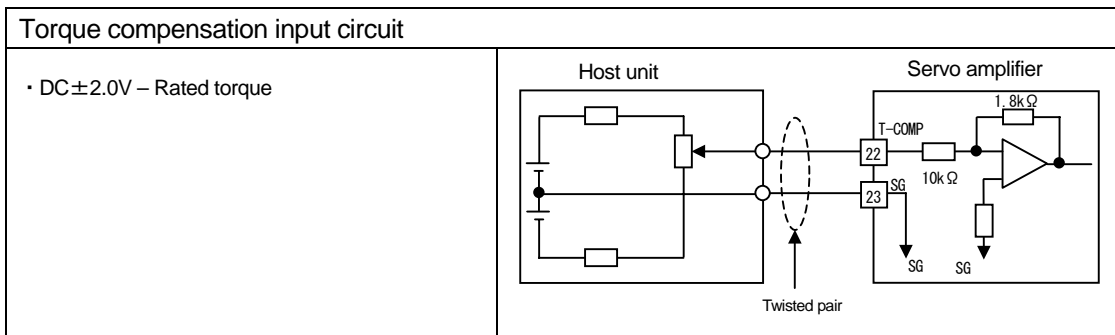 Torque compensation input circuit
・DC±2.0V – Rated torque
Host unit
Servo amplifier
1.8kΩ
T-COMP
22
10kΩ
23
SG
SG
SG
Twisted pair